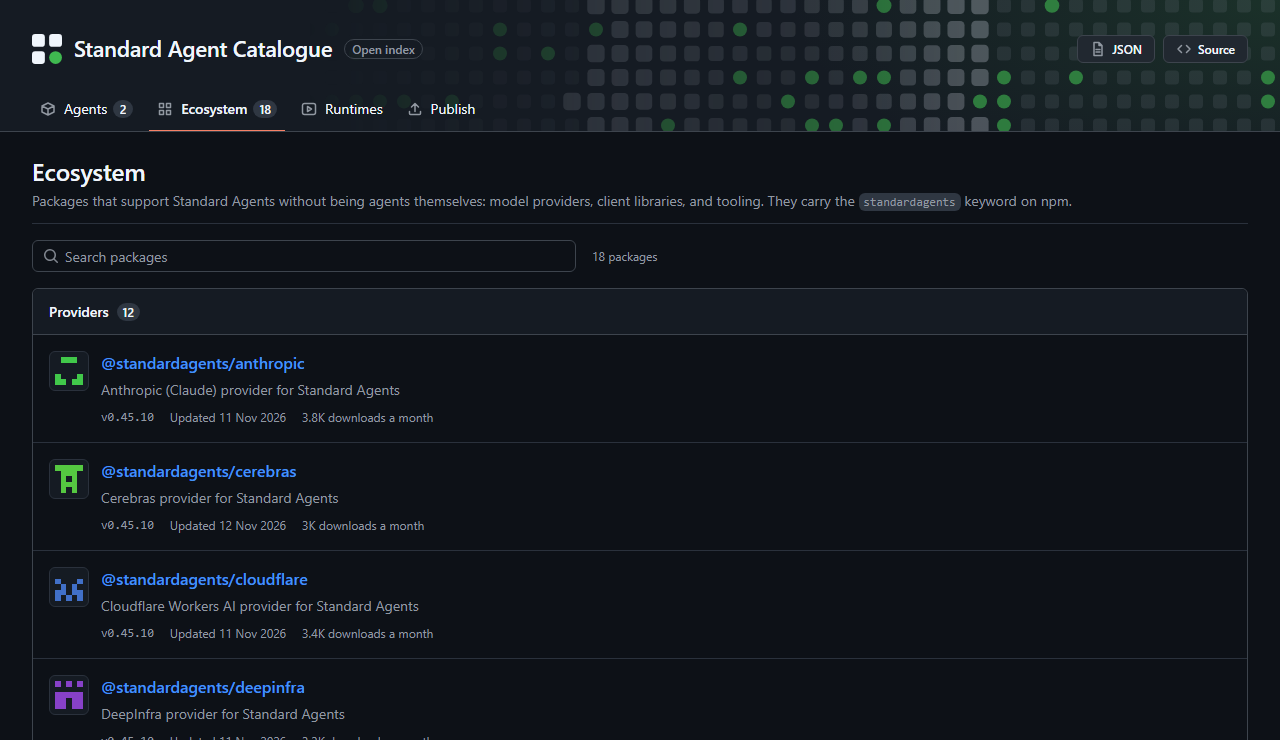 Standard Agent Catalogue Open index JSON Source
Agents 2 Ecosystem 18 Runtimes Publish
Ecosystem
Packages that support Standard Agents without being agents themselves: model providers, client libraries, and tooling. They carry the standardagents keyword on npm.
Search packages 18 packages
Providers 12
@standardagents/anthropic
Anthropic (Claude) provider for Standard Agents
v0.45.10 Updated 11 Nov 2026 3.8K downloads a month
@standardagents/cerebras
Cerebras provider for Standard Agents
v0.45.10 Updated 12 Nov 2026 3K downloads a month
@standardagents/cloudflare
Cloudflare Workers AI provider for Standard Agents
v0.45.10 Updated 11 Nov 2026 3.4K downloads a month
@standardagents/deepinfra
DeepInfra provider for Standard Agents